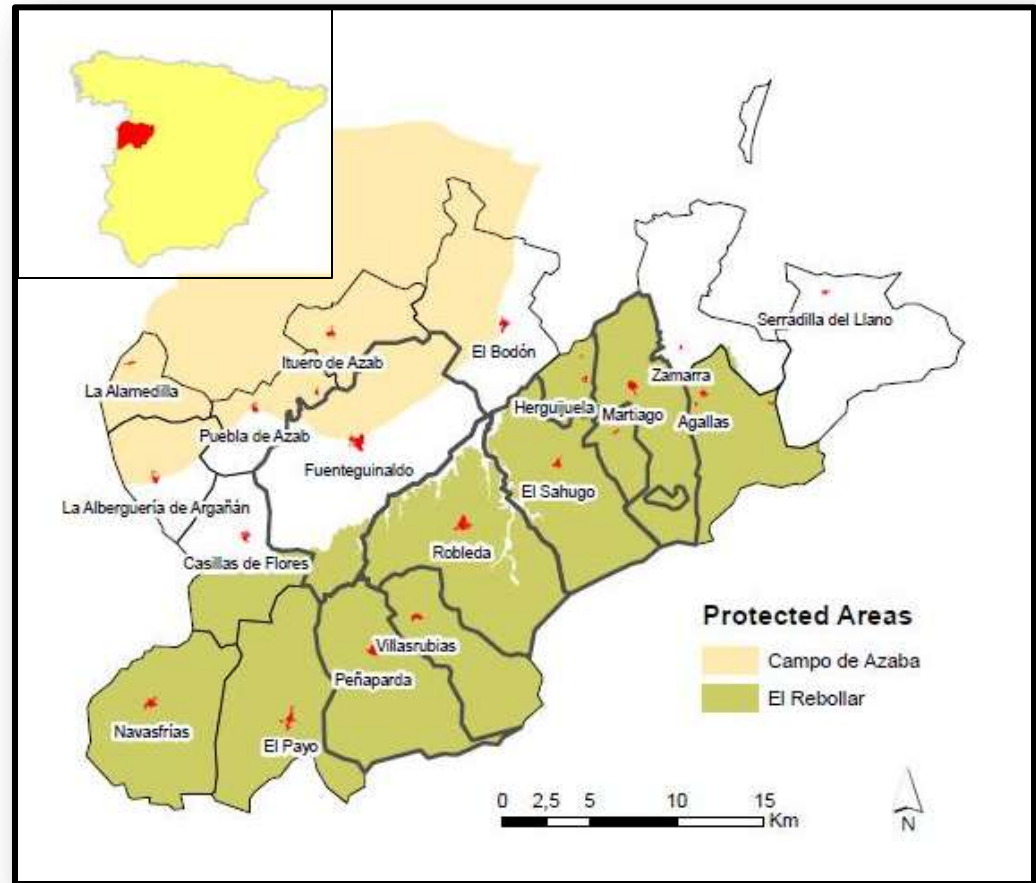 Serradilla del Llano
El Bodón
Ituero de Azab
La Alamedilla
Zamarra
Herguijuela
Martiago
Agallas
Puebla de Azab
Fuenteguinaldo
El Sahugo
La Alberguería de Argañán
Robleda
Casillas de Flores
Villasrubias
Peñaparda
Navasfrías
El Payo
Protected Areas
Campo de Azaba
El Rebollar
0 2,5 5 10 15
Km
N